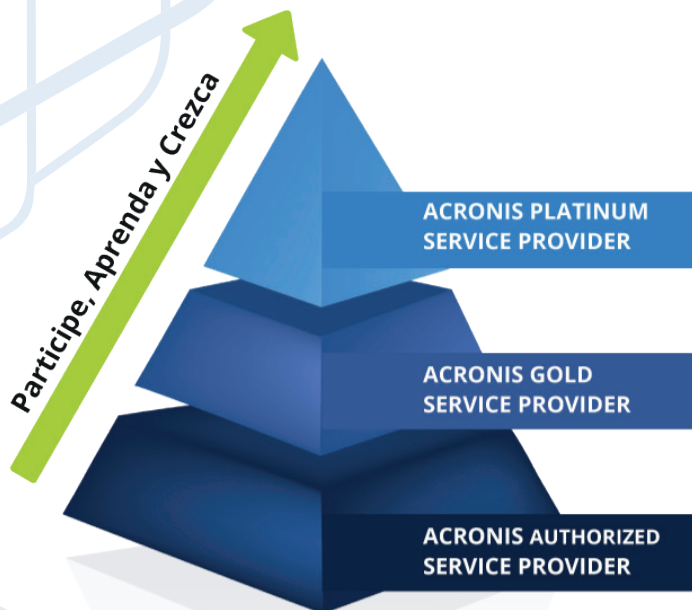 Participe, Aprenda y Crezca
ACRONIS PLATINUM
SERVICE PROVIDER
ACRONIS GOLD
SERVICE PROVIDER
ACRONIS AUTHORIZED
SERVICE PROVIDER